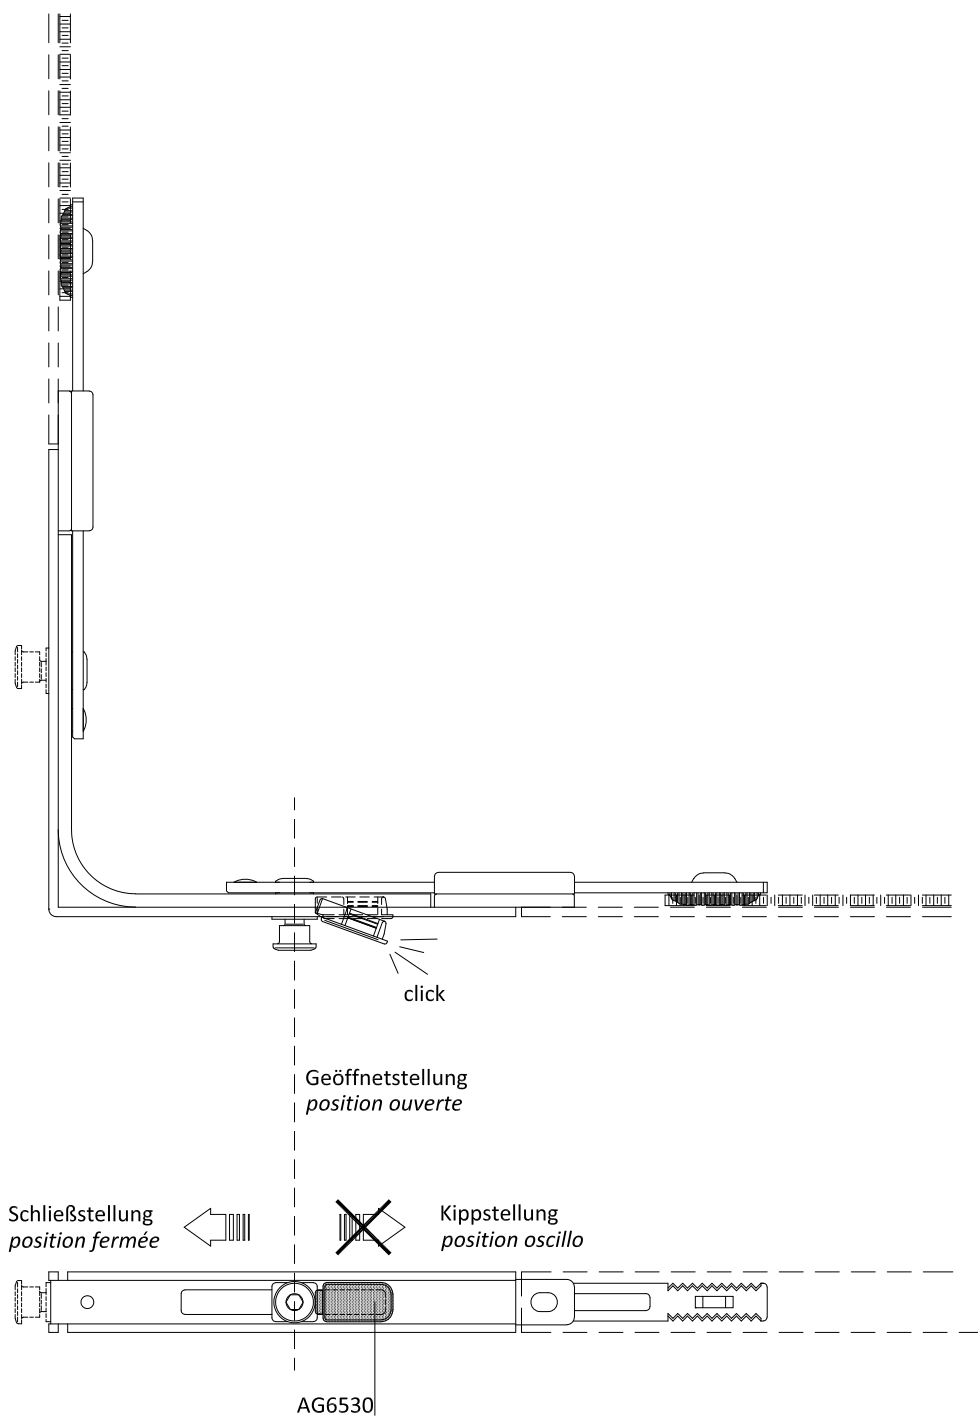 click
Geöffnetstellung
position ouverte
Schließstellung
position fermée
Kippstellung
position oscillo
AG6530